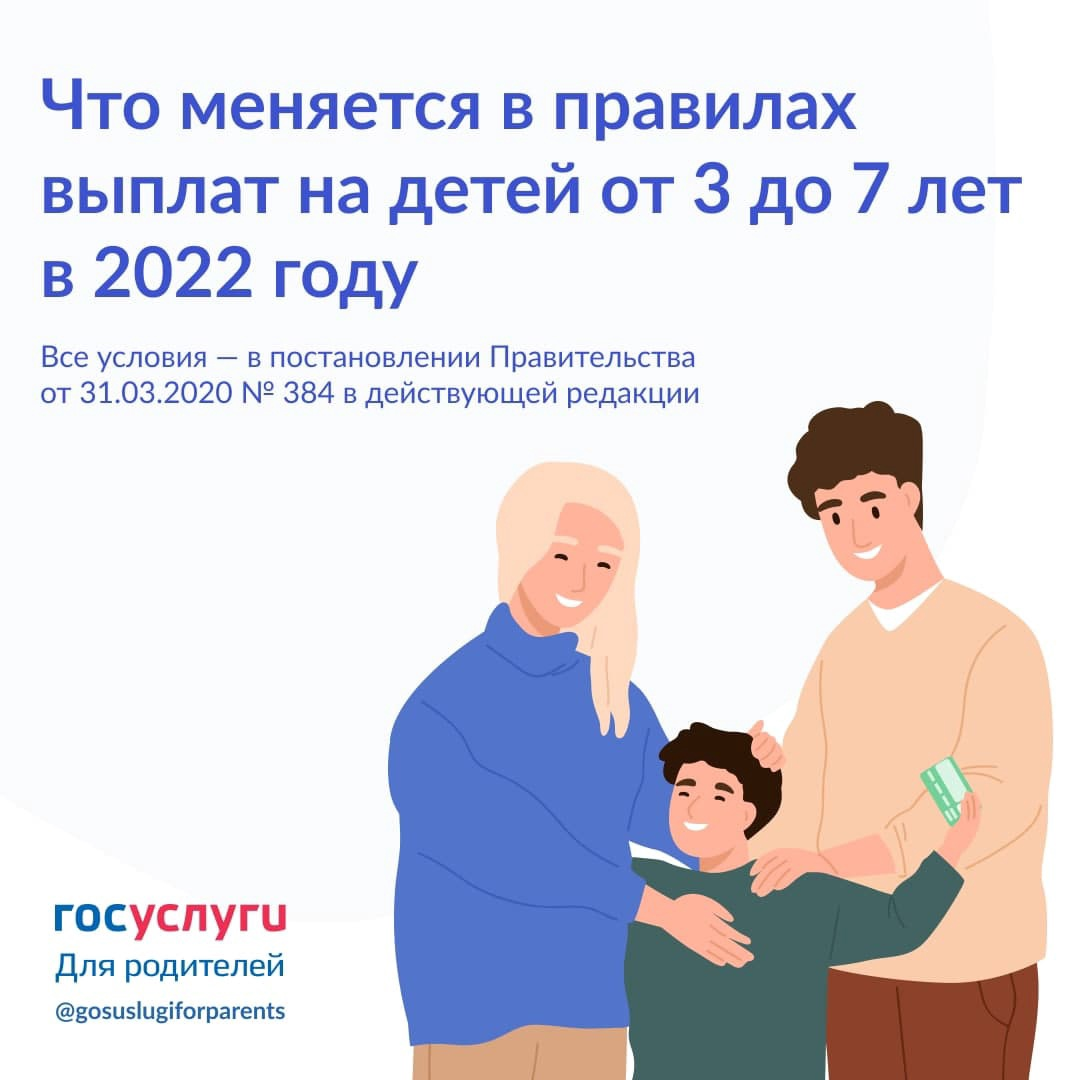 Что меняется в правилах
выплат на детей от 3 до 7 лет
в 2022 году
Все условия — в постановлении Правительства
от 31.03.2020 № 384 в действующей редакции
госуслуги
Для родителей
@gosuslugiforparents